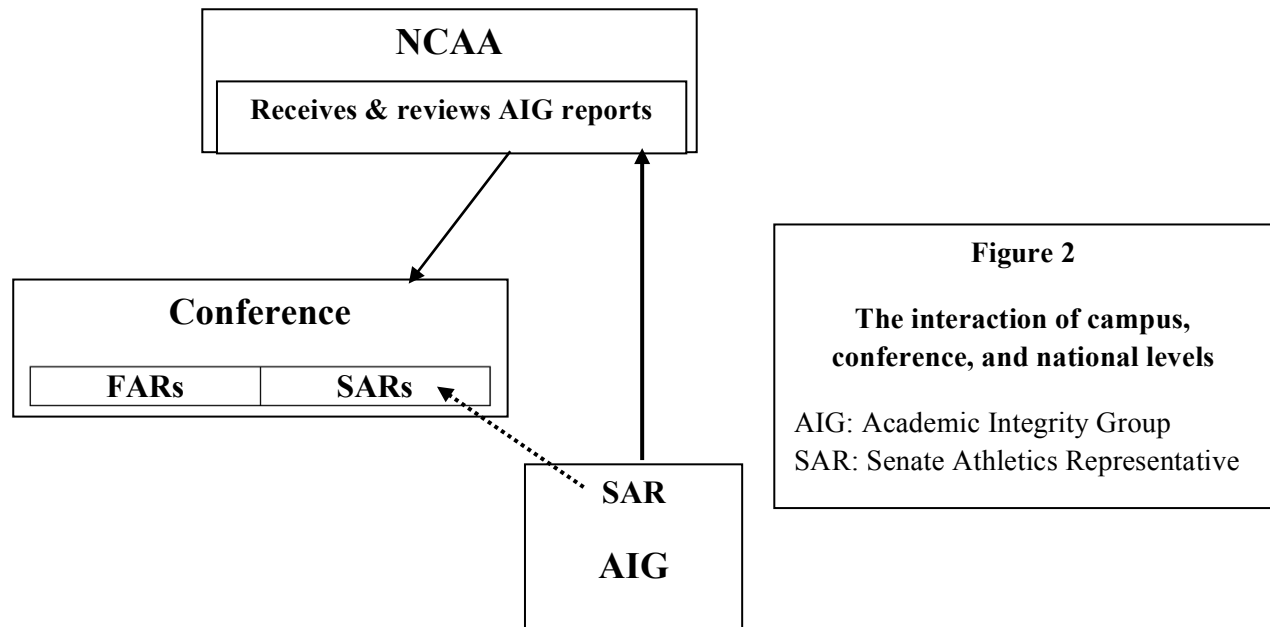 NCAA
Receives & reviews AIG reports
Conference
FARs SARs
SAR
AIG
Figure 2
The interaction of campus,
conference, and national levels
AIG: Academic Integrity Group
SAR: Senate Athletics Representative